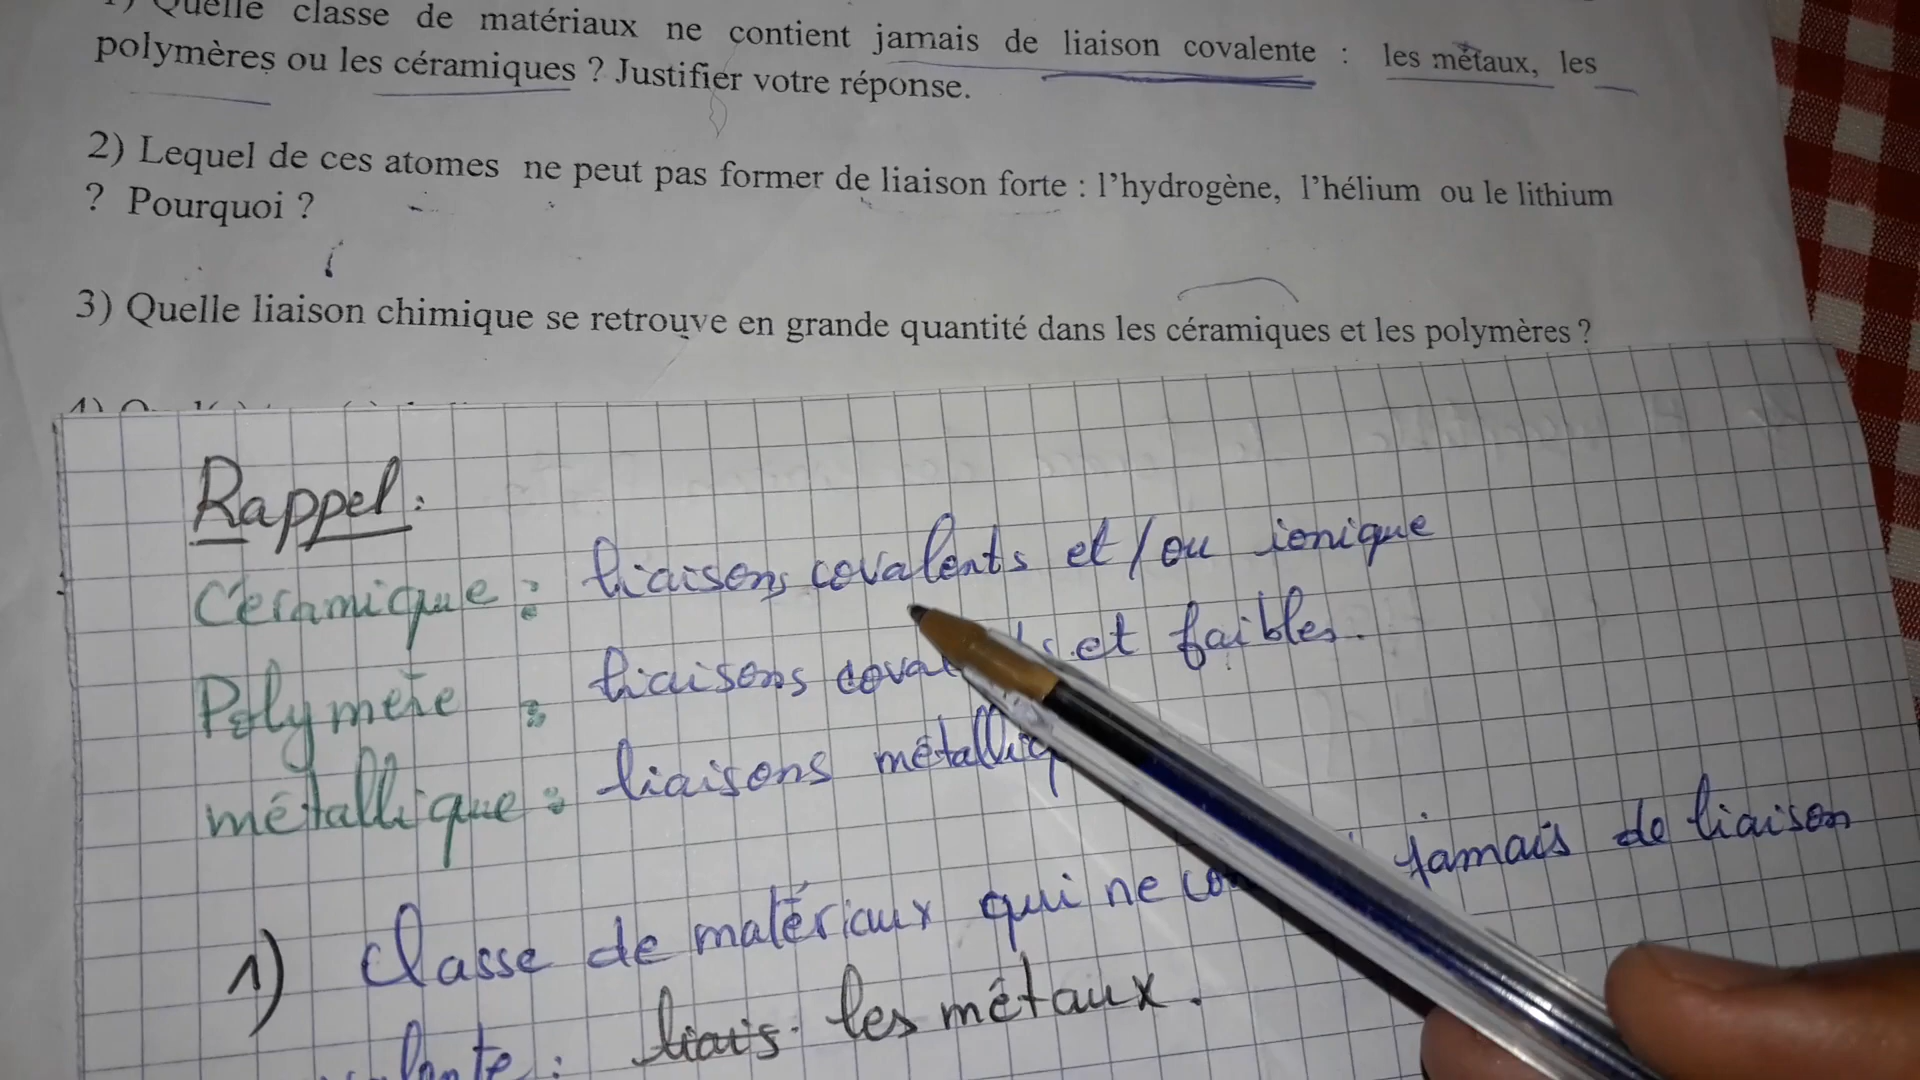 1) Quelle classe de matériaux ne contient jamais de liaison covalente : les métaux, les
polymères ou les céramiques ? Justifier votre réponse.
2) Lequel de ces atomes ne peut pas former de liaison forte : l'hydrogène, l'hélium ou le lithium
? Pourquoi ?
3) Quelle liaison chimique se retrouve en grande quantité dans les céramiques et les polymères ?
Rappel :
Céramique : liaisons covalents et/ou ionique
Polymère : liaisons et faibles.
métallique : liaisons
1) Classe de matériaux qui ne jamais de liaison
les métaux.